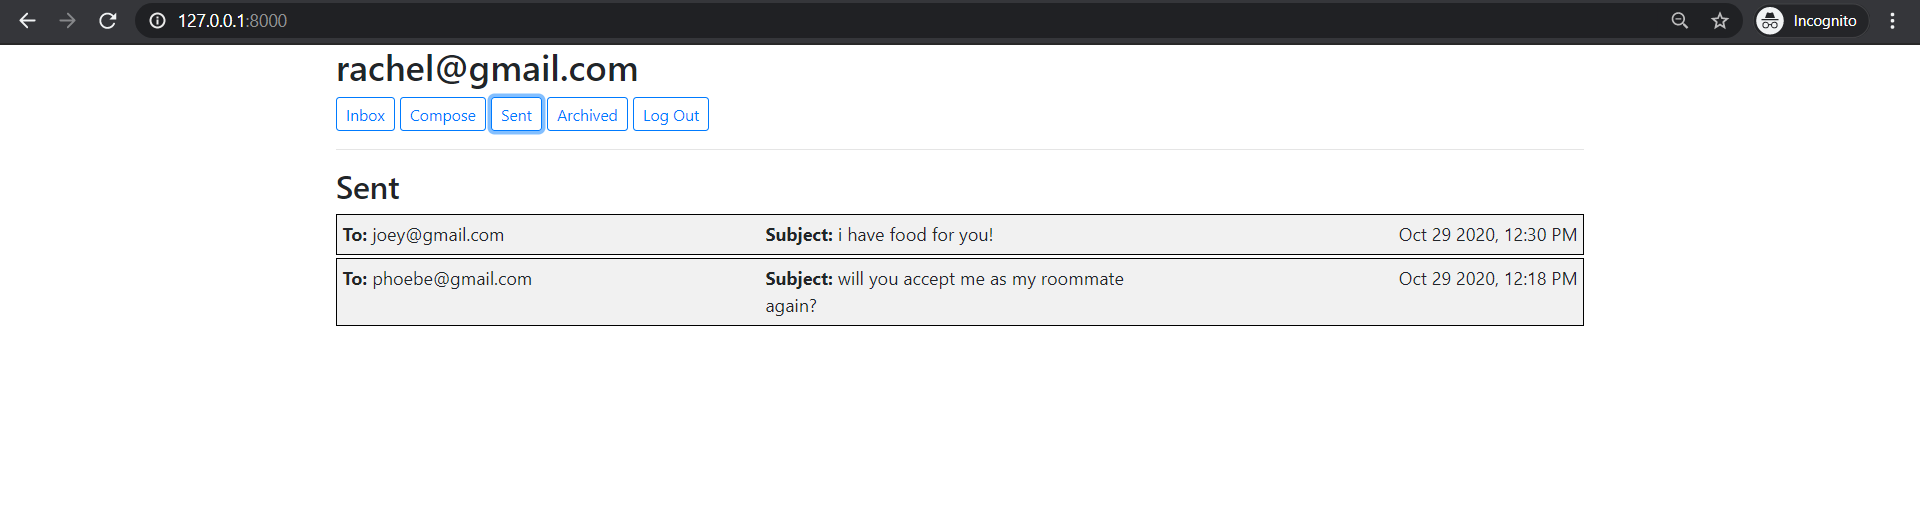 127.0.0.1:8000
Incognito
rachel@gmail.com
Inbox Compose Sent Archived Log Out
Sent
To: joey@gmail.com Subject: i have food for you! Oct 29 2020, 12:30 PM
To: phoebe@gmail.com Subject: will you accept me as my roommate Oct 29 2020, 12:18 PM
again?